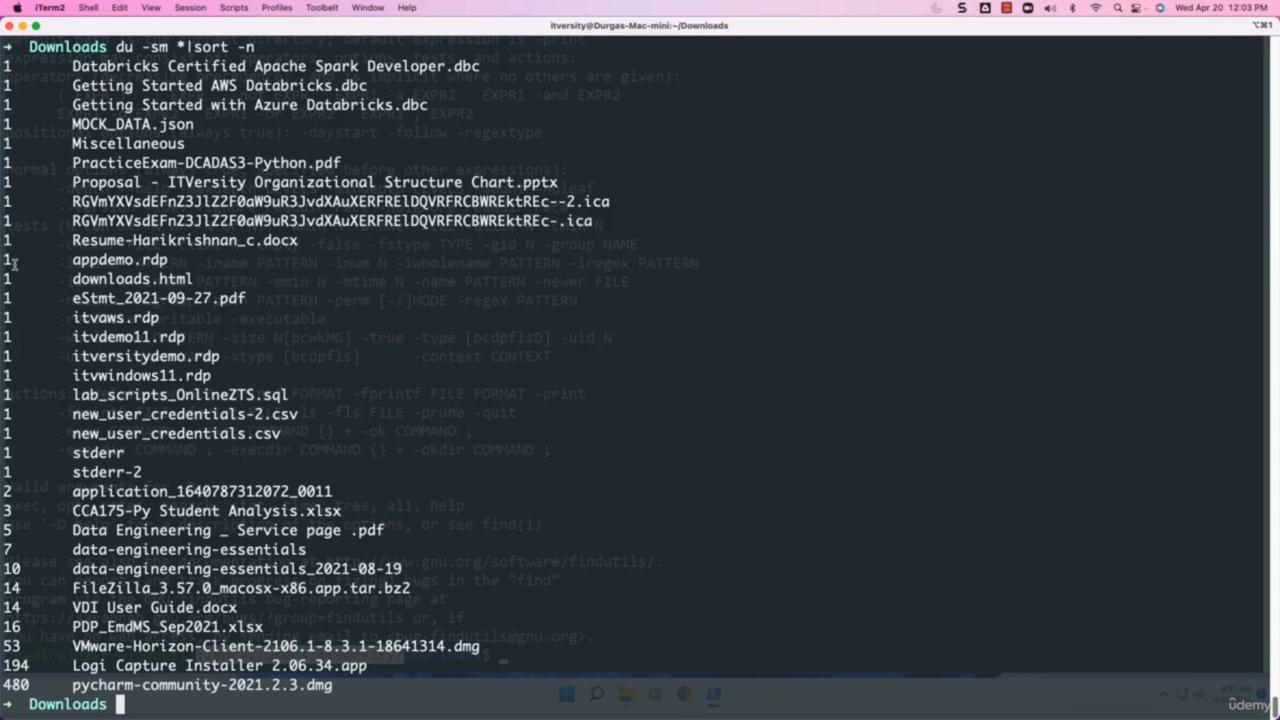 iTerm2 Shell Edit View Session Scripts Profiles Toolbelt Window Help Wed Apr 20 12:03 PM
itversity@Durgas-Mac-mini:~/Downloads ⌥⌘1
→ Downloads du -sm *|sort -n
1 Databricks Certified Apache Spark Developer.dbc
1 Getting Started AWS Databricks.dbc
1 Getting Started with Azure Databricks.dbc
1 MOCK_DATA.json
1 Miscellaneous
1 PracticeExam-DCADAS3-Python.pdf
1 Proposal - ITVersity Organizational Structure Chart.pptx
1 RGVmYXVsdEFnZ3JlZ2F0aW9uR3JvdXAuXERFRElDQVRFRCBWREktREc--2.ica
1 RGVmYXVsdEFnZ3JlZ2F0aW9uR3JvdXAuXERFRElDQVRFRCBWREktREc-.ica
1 Resume-Harikrishnan_c.docx
1 appdemo.rdp
1 downloads.html
1 eStmt_2021-09-27.pdf
1 itvaws.rdp
1 itvdemo11.rdp
1 itversitydemo.rdp
1 itvwindows11.rdp
1 lab_scripts_OnlineZTS.sql
1 new_user_credentials-2.csv
1 new_user_credentials.csv
1 stderr
1 stderr-2
2 application_1640787312072_0011
3 CCA175-Py Student Analysis.xlsx
5 Data Engineering _ Service page .pdf
7 data-engineering-essentials
10 data-engineering-essentials_2021-08-19
14 FileZilla_3.57.0_macosx-x86.app.tar.bz2
14 VDI User Guide.docx
16 PDP_EmdMS_Sep2021.xlsx
53 VMware-Horizon-Client-2106.1-8.3.1-18641314.dmg
194 Logi Capture Installer 2.06.34.app
480 pycharm-community-2021.2.3.dmg
→ Downloads
ûdemy